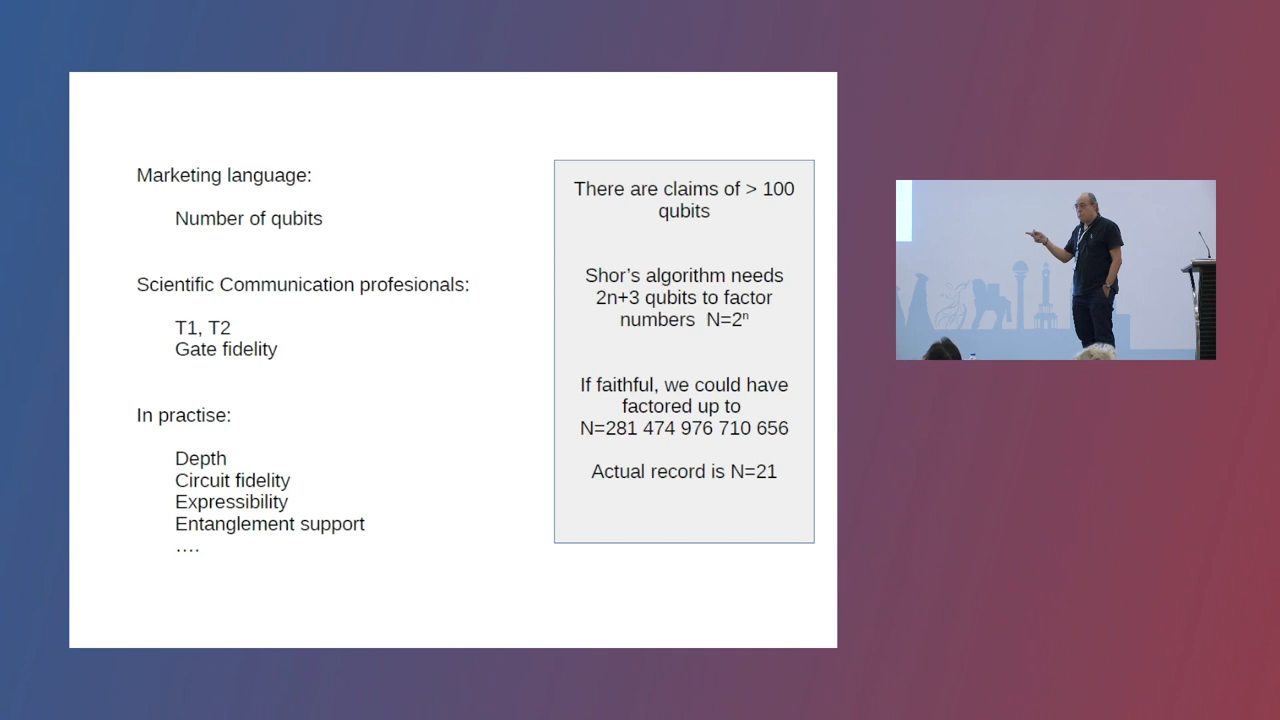 Marketing language:
Number of qubits
Scientific Communication profesionals:
T1, T2
Gate fidelity
In practise:
Depth
Circuit fidelity
Expressibility
Entanglement support
....
There are claims of > 100
qubits
Shor’s algorithm needs
2n+3 qubits to factor
numbers N=2ⁿ
If faithful, we could have
factored up to
N=281 474 976 710 656
Actual record is N=21